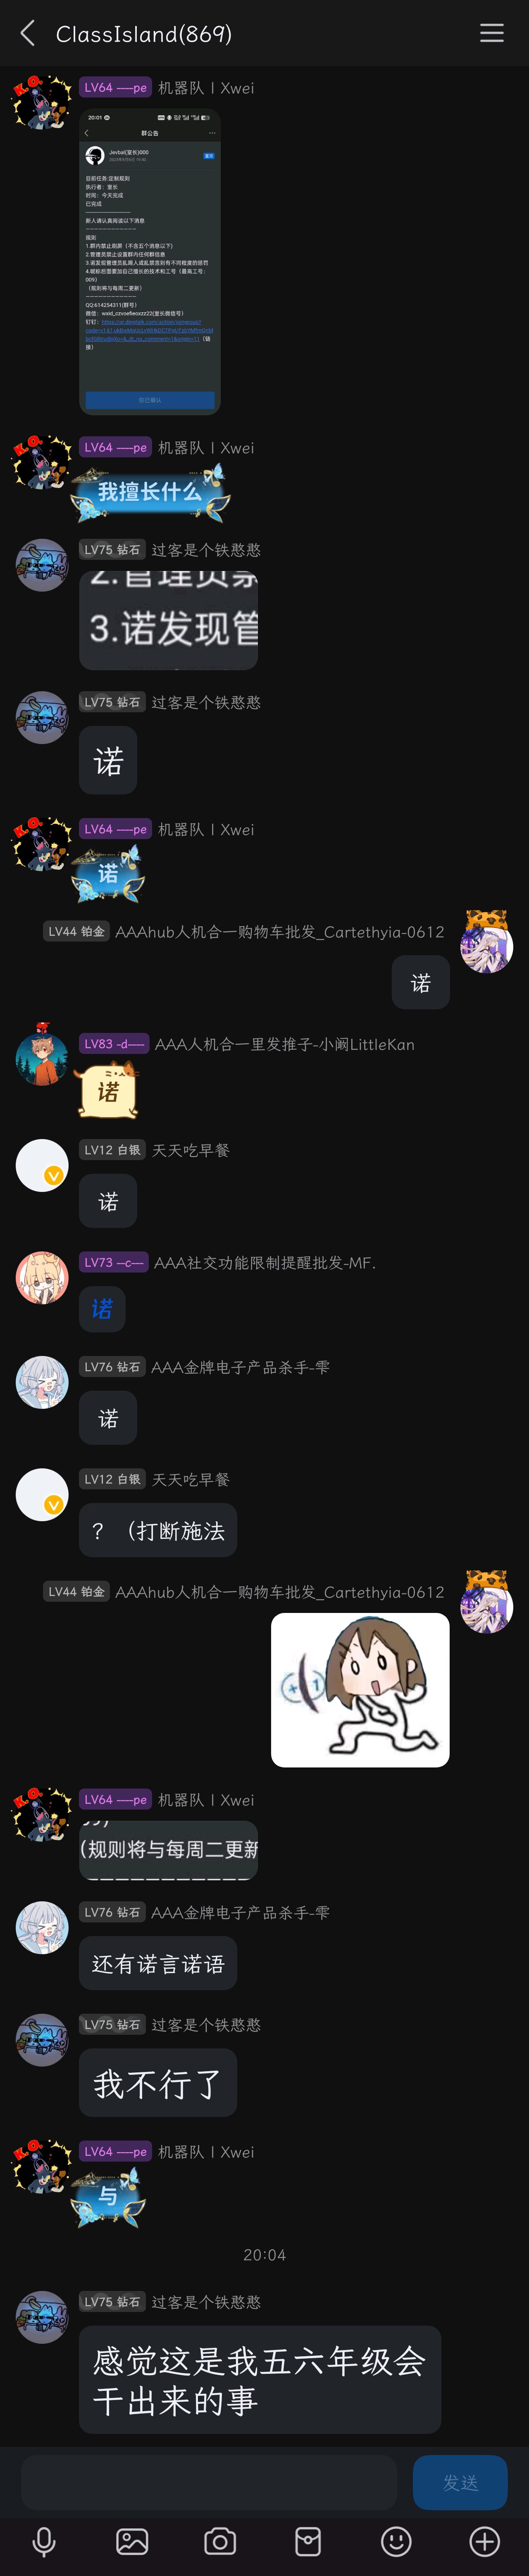 ClassIsland(869)
LV64 -—pe 机器队丨Xwei
20:01
群公告
Jevbal(室长)000
目前任务:定制规则
执行者：室长
时间：今天完成
已完成
新人请认真阅读以下消息
规则
1.群内禁止刷屏（不含五个消息以下）
2.管理员禁止设置群内任何群信息
3.诺发现管理员乱踢人或乱禁言则有不同程度的惩罚
4.昵称后面要加自己擅长的技术和工号（最高工号：
009）
（规则将与每周二更新）
QQ:614254311(群号)
钉钉：
接）
你已确认
LV64 -—pe 机器队丨Xwei
我擅长什么
LV75 钻石 过客是个铁憨憨
2.管理员禁
3.诺发现管
LV75 钻石 过客是个铁憨憨
诺
LV64 -—pe 机器队丨Xwei
诺
LV44 铂金 AAAhub人机合一购物车批发_Cartethyia-0612
诺
LV83 -d-— AAA人机合一里发推子-小阚LittleKan
诺
LV12 白银 天天吃早餐
诺
LV73 -c-— AAA社交功能限制提醒批发-MF.
诺
LV76 钻石 AAA金牌电子产品杀手-雫
诺
LV12 白银 天天吃早餐
？（打断施法
LV44 铂金 AAAhub人机合一购物车批发_Cartethyia-0612
+1
LV64 -—pe 机器队丨Xwei
(规则将与每周二更新
LV76 钻石 AAA金牌电子产品杀手-雫
还有诺言诺语
LV75 钻石 过客是个铁憨憨
我不行了
LV64 -—pe 机器队丨Xwei
与
20:04
LV75 钻石 过客是个铁憨憨
感觉这是我五六年级会
干出来的事
发送